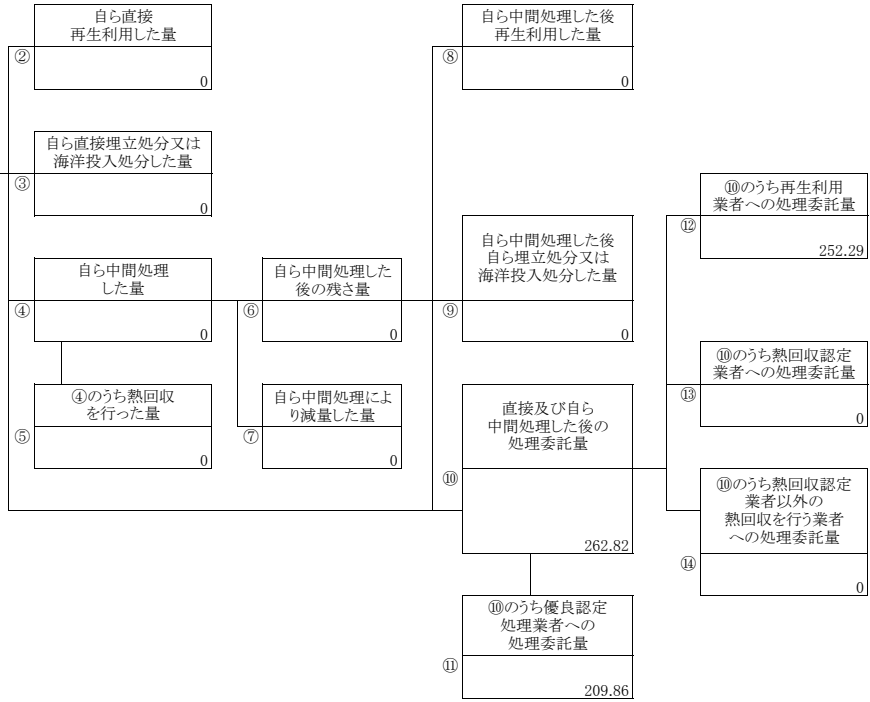 自ら直接
再生利用した量
②
0
自ら直接埋立処分又は
海洋投入処分した量
③
0
自ら中間処理
した量
④
0
④のうち熱回収
を行った量
⑤
0
自ら中間処理した
後の残さ量
⑥
0
自ら中間処理によ
り減量した量
⑦
0
自ら中間処理した後
再生利用した量
⑧
0
自ら中間処理した後
自ら埋立処分又は
海洋投入処分した量
⑨
0
直接及び自ら
中間処理した後の
処理委託量
⑩
262.82
⑩のうち優良認定
処理業者への
処理委託量
⑪
209.86
⑩のうち再生利用
業者への処理委託量
⑫
252.29
⑩のうち熱回収認定
業者への処理委託量
⑬
0
⑩のうち熱回収認定
業者以外の
熱回収を行う業者
への処理委託量
⑭
0